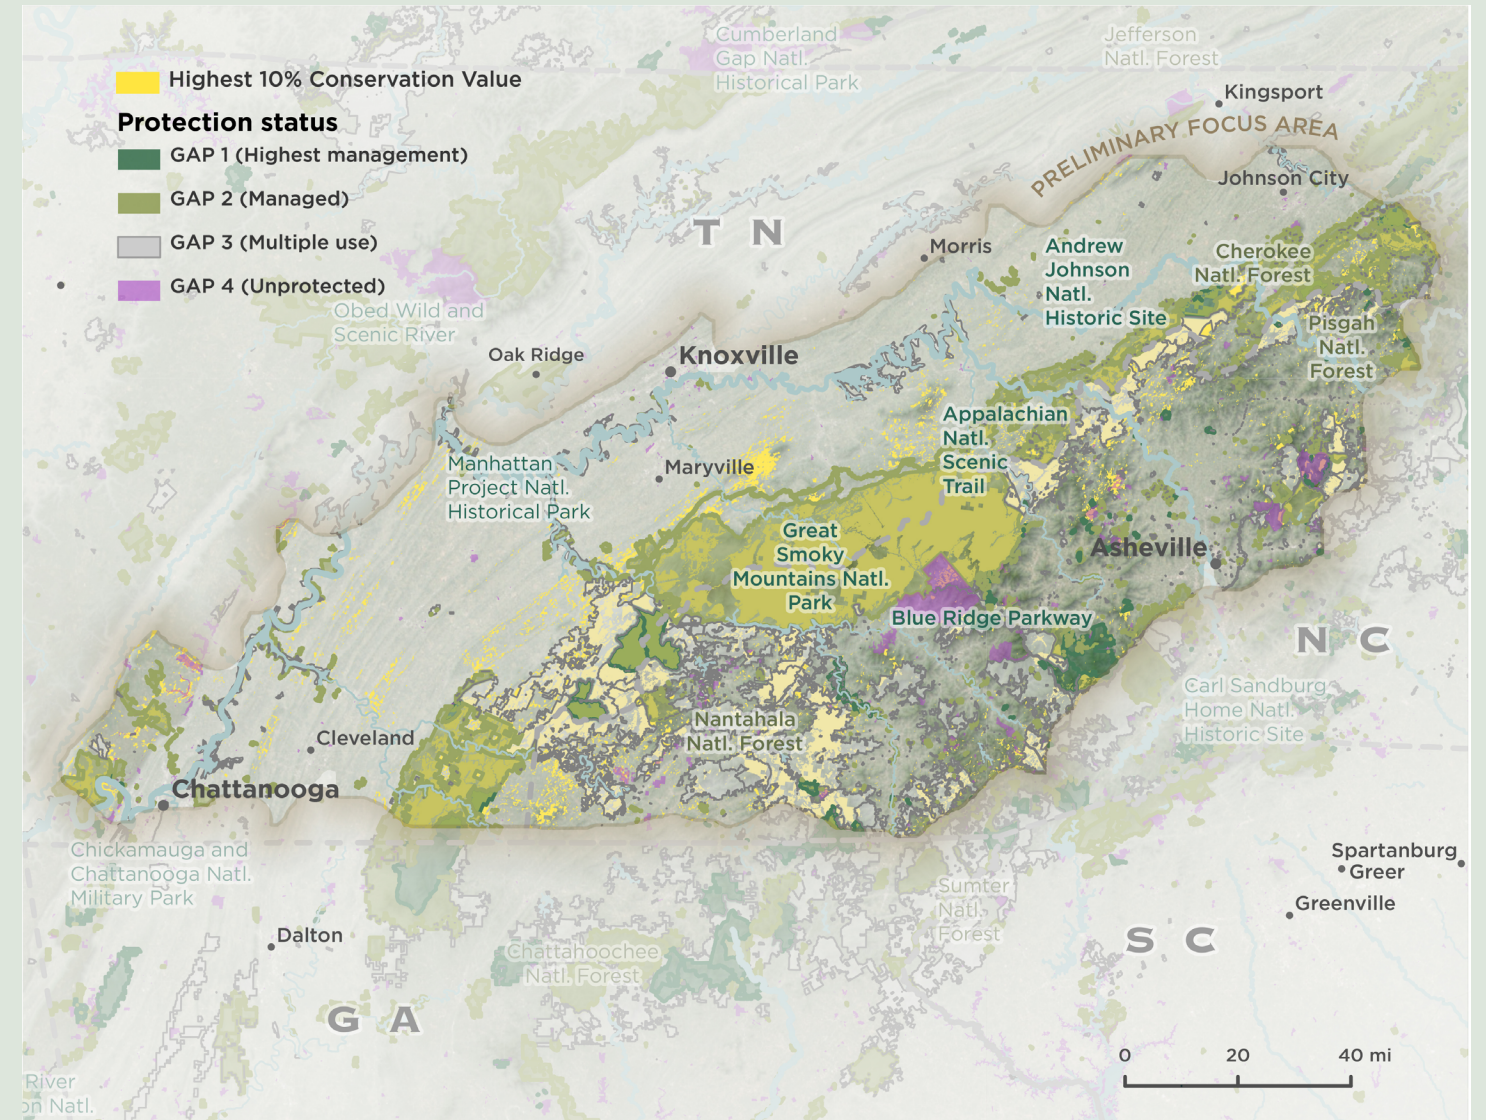 Highest 10% Conservation Value
Protection status
GAP 1 (Highest management)
GAP 2 (Managed)
GAP 3 (Multiple use)
GAP 4 (Unprotected)
Cumberland
Gap Natl.
Historical Park
Jefferson
Natl. Forest
Kingsport
PRELIMINARY FOCUS AREA
Johnson City
T N
Morris
Andrew
Johnson
Natl.
Historic Site
Cherokee
Natl. Forest
Obed Wild and
Scenic River
Pisgah
Natl.
Forest
Oak Ridge
Knoxville
Appalachian
Natl.
Scenic
Trail
Manhattan
Project Natl.
Historical Park
Maryville
Great
Smoky
Mountains Natl.
Park
Asheville
Blue Ridge Parkway
N C
Carl Sandburg
Home Natl.
Historic Site
Nantahala
Natl. Forest
Cleveland
Chattanooga
Chickamauga and
Chattanooga Natl.
Military Park
Spartanburg
Greer
Greenville
Sumter
Natl.
Forest
Dalton
Chattahoochee
Natl. Forest
S C
G A
0 20 40 mi
River
on Natl.